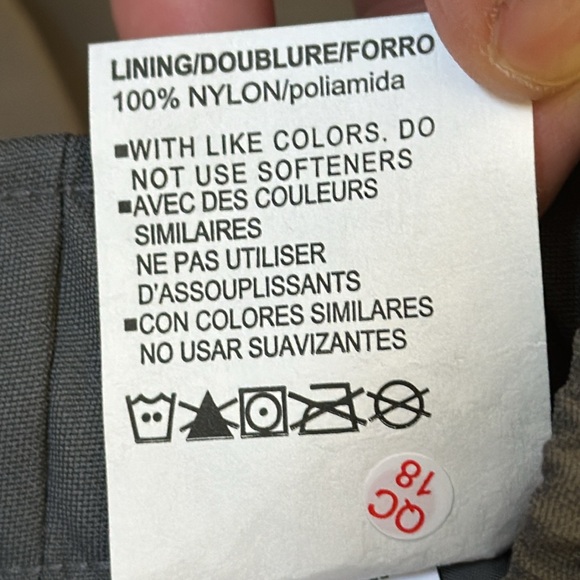 LINING/DOUBLURE/FORRO
100% NYLON/poliamida
■WITH LIKE COLORS. DO
NOT USE SOFTENERS
■AVEC DES COULEURS
SIMILAIRES
NE PAS UTILISER
D'ASSOUPLISSANTS
■CON COLORES SIMILARES
NO USAR SUAVIZANTES
QC
18